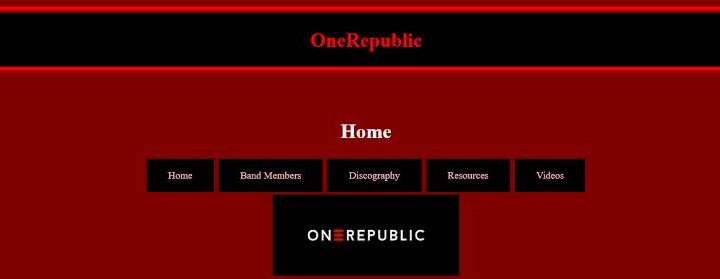 OneRepublic
Home
Home Band Members Discography Resources Videos
ONEREPUBLIC